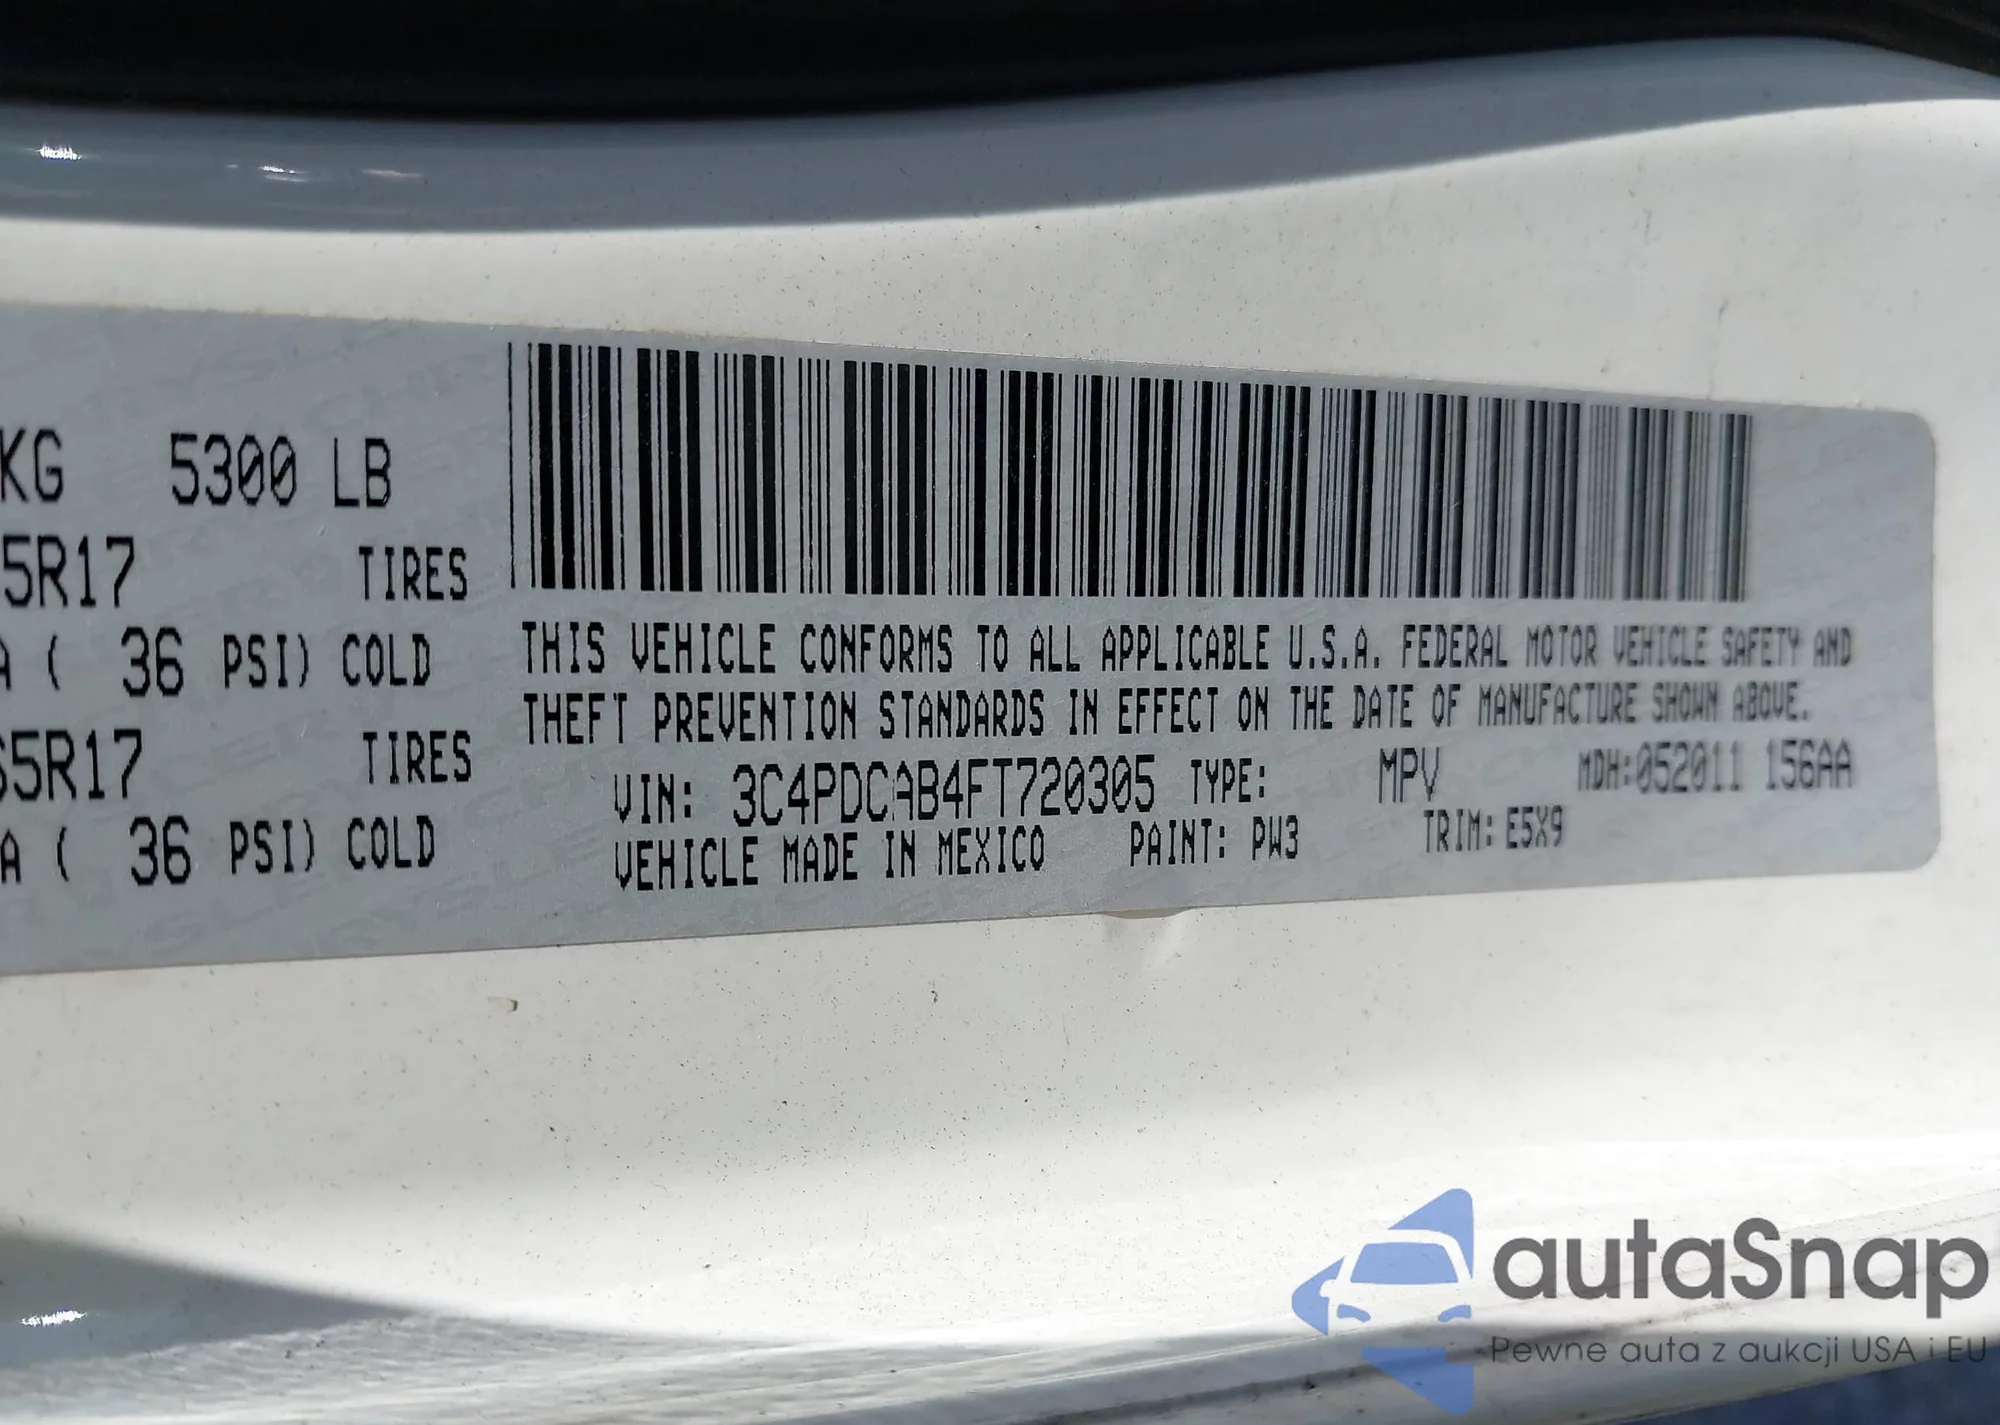 KG 5300 LB
5R17 TIRES
A ( 36 PSI) COLD
65R17 TIRES
A ( 36 PSI) COLD
THIS VEHICLE CONFORMS TO ALL APPLICABLE U.S.A. FEDERAL MOTOR VEHICLE SAFETY AND
THEFT PREVENTION STANDARDS IN EFFECT ON THE DATE OF MANUFACTURE SHOWN ABOVE.
VIN: 3C4PDCAB4FT720305 TYPE: MPV MDH:052011 156AA
VEHICLE MADE IN MEXICO PAINT: PW3 TRIM: E5X9
autaSnap
Pewne auta z aukcji USA i EU